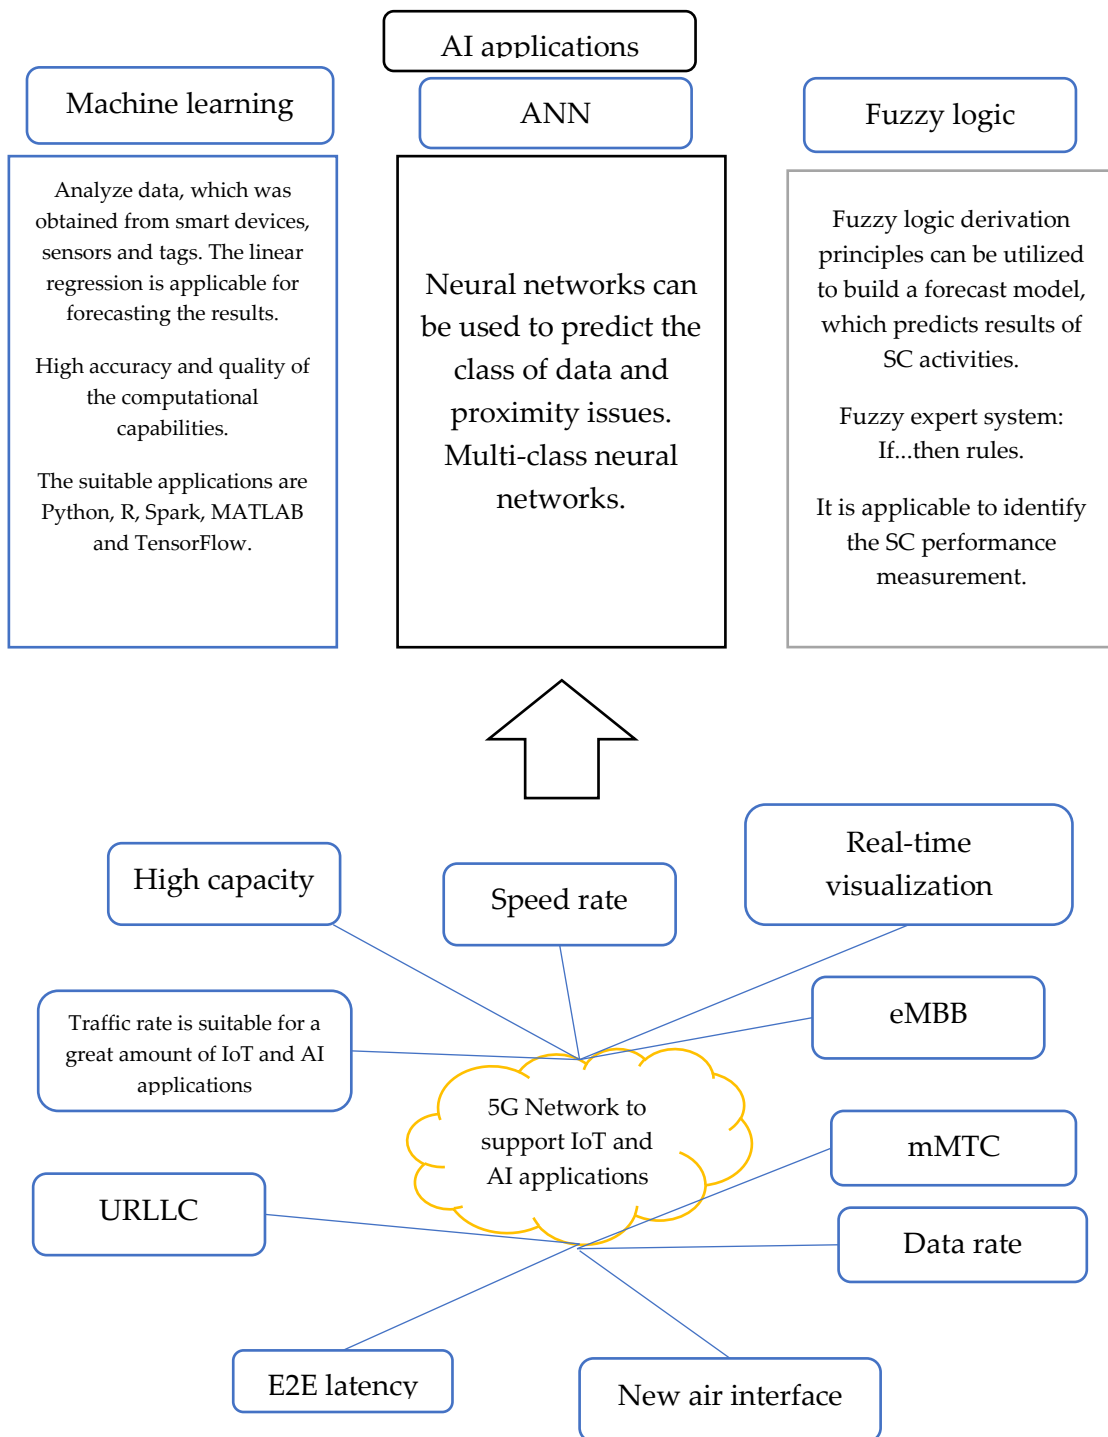 AI applications
Machine learning
ANN
Fuzzy logic
Analyze data, which was
obtained from smart devices,
sensors and tags. The linear
regression is applicable for
forecasting the results.
High accuracy and quality of
the computational
capabilities.
The suitable applications are
Python, R, Spark, MATLAB
and TensorFlow.
Neural networks can
be used to predict the
class of data and
proximity issues.
Multi-class neural
networks.
Fuzzy logic derivation
principles can be utilized
to build a forecast model,
which predicts results of
SC activities.
Fuzzy expert system:
If...then rules.
It is applicable to identify
the SC performance
measurement.
High capacity
Speed rate
Real-time
visualization
Traffic rate is suitable for a
great amount of IoT and AI
applications
eMBB
5G Network to
support IoT and
AI applications
mMTC
URLLC
Data rate
E2E latency
New air interface